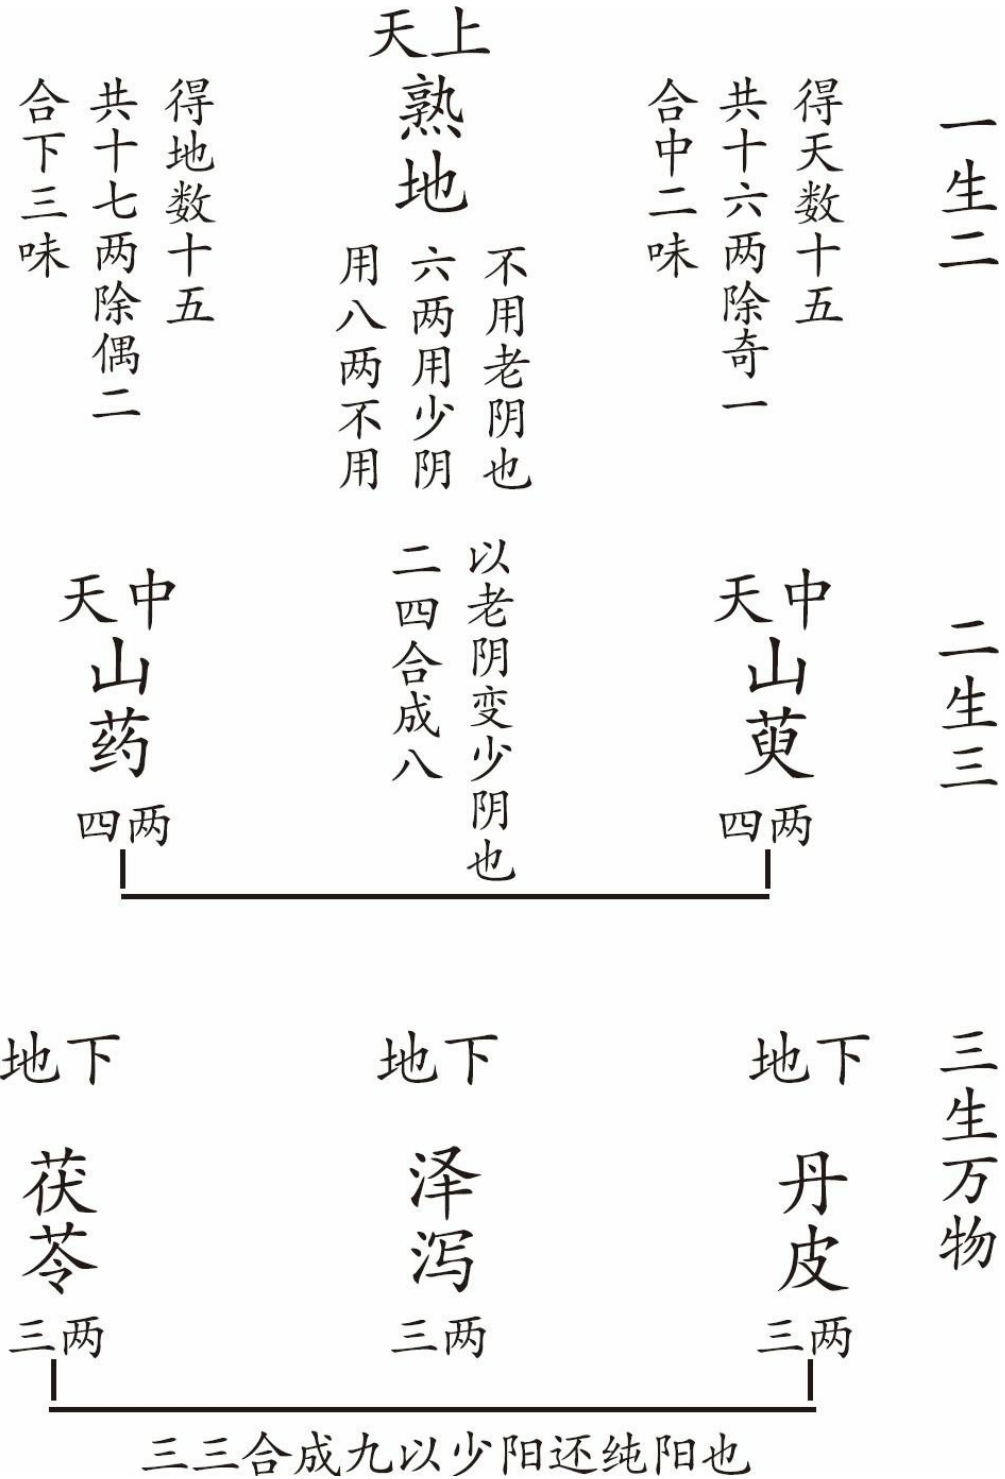 天上
熟地
合下三味
共十七两除偶二
得地数十五
用八两不用
六两用少阴
不用老阴也
合中二味
共十六两除奇一
得天数十五
一生二
天中
山药
四两
二四合成八
以老阴变少阴也
天中
山萸
四两
二生三
地下
茯苓
三两
地下
泽泻
三两
地下
丹皮
三两
三生万物
三三合成九以少阳还纯阳也